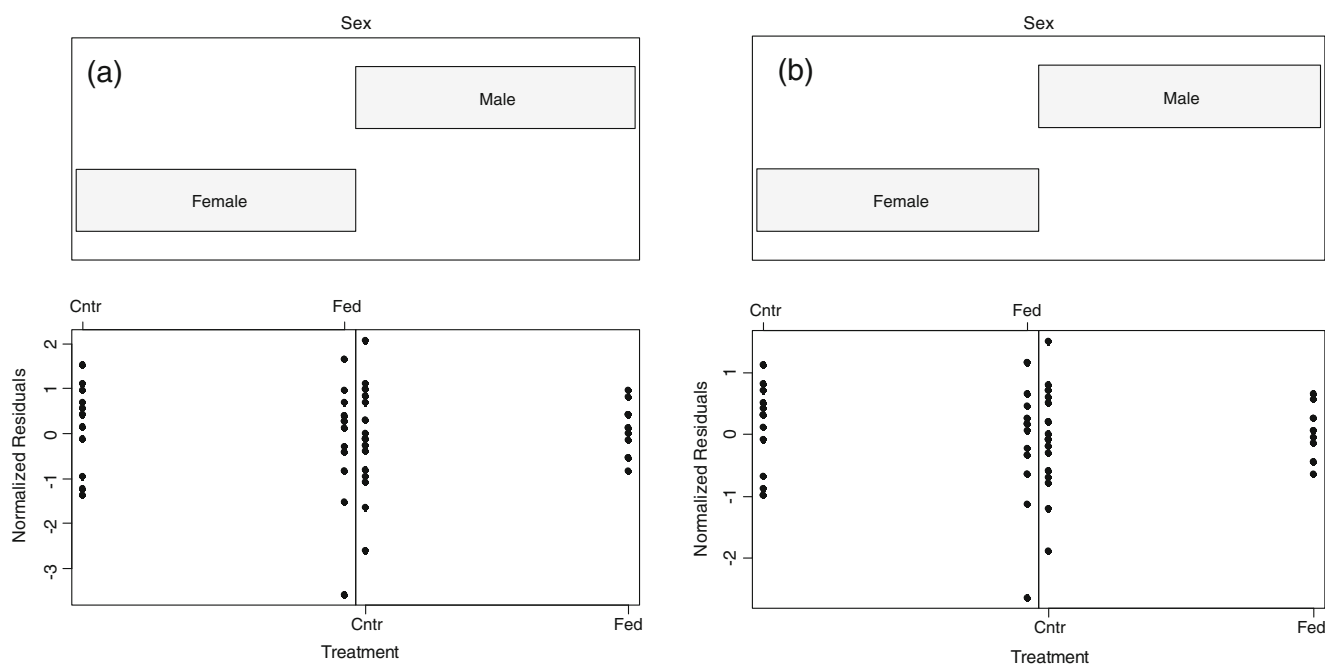 Sex
(a)
Male
Female
Cntr
Fed
Normalized Residuals
2
1
0
-1
-2
-3
Cntr
Fed
Treatment
Sex
(b)
Male
Female
Cntr
Fed
Normalized Residuals
1
0
-1
-2
Cntr
Fed
Treatment